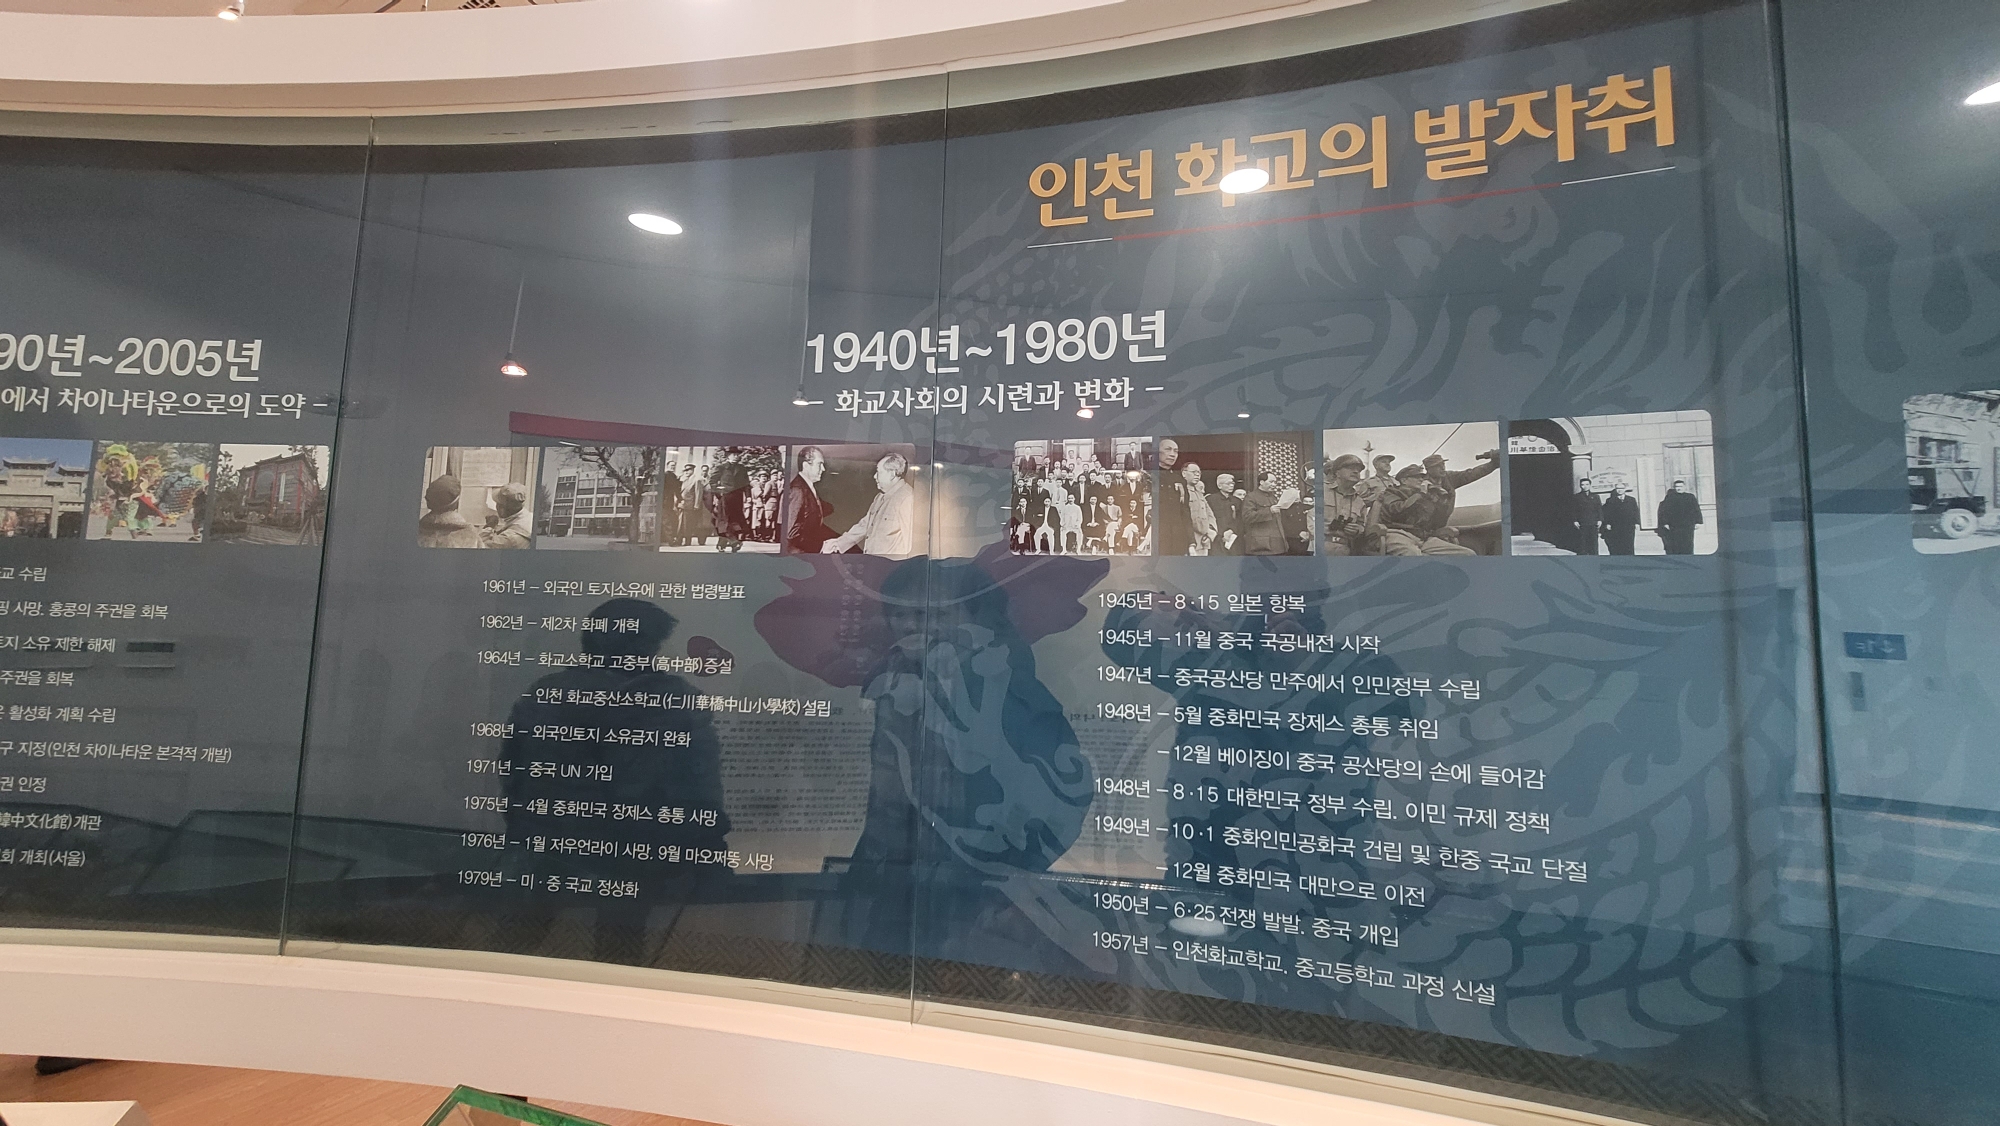 인천 화교의 발자취
1940년~1980년
– 화교사회의 시련과 변화 –
1945년 – 8·15 일본 항복
1945년 – 11월 중국 국공내전 시작
1947년 – 중국공산당 만주에서 인민정부 수립
1948년 – 5월 중화민국 장제스 총통 취임
– 12월 베이징이 중국 공산당의 손에 들어감
1948년 – 8·15 대한민국 정부 수립. 이민 규제 정책
1949년 – 10·1 중화인민공화국 건립 및 한중 국교 단절
– 12월 중화민국 대만으로 이전
1950년 – 6·25 전쟁 발발. 중국 개입
1957년 – 인천화교학교. 중고등학교 과정 신설
1961년 – 외국인 토지소유에 관한 법령발표
1962년 – 제2차 화폐 개혁
1964년 – 화교소학교 고중부(高中部)증설
– 인천 화교중산소학교(仁川華橋中山小學校)설립
1968년 – 외국인토지 소유금지 완화
1971년 – 중국 UN 가입
1975년 – 4월 중화민국 장제스 총통 사망
1976년 – 1월 저우언라이 사망. 9월 마오쩌뚱 사망
1979년 – 미·중 국교 정상화
90년~2005년
에서 차이나타운으로의 도약 –
교 수립
핑 사망. 홍콩의 주권을 회복
토지 소유 제한 해제
주권을 회복
활성화 계획 수립
구 지정(인천 차이나타운 본격적 개발)
권 인정
韓中文化館)개관
회 개최(서울)